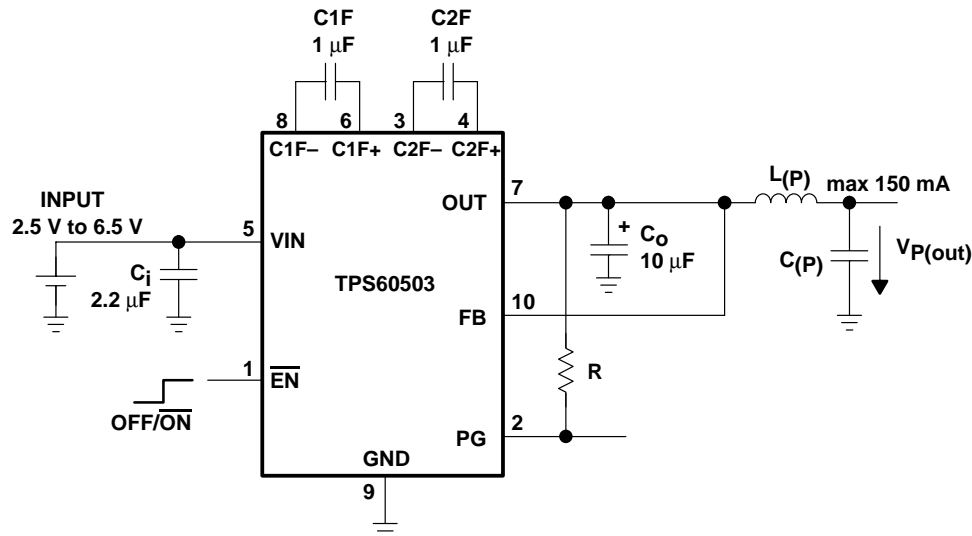 C1F
1 μF
C2F
1 μF
8
6
3
4
C1F–
C1F+
C2F–
C2F+
INPUT
2.5 V to 6.5 V
5
VIN
Ci
2.2 μF
TPS60503
OUT
7
+
Co
10 μF
L(P)
max 150 mA
C(P)
VP(out)
FB
10
R
1
EN
OFF/ON
PG
2
GND
9